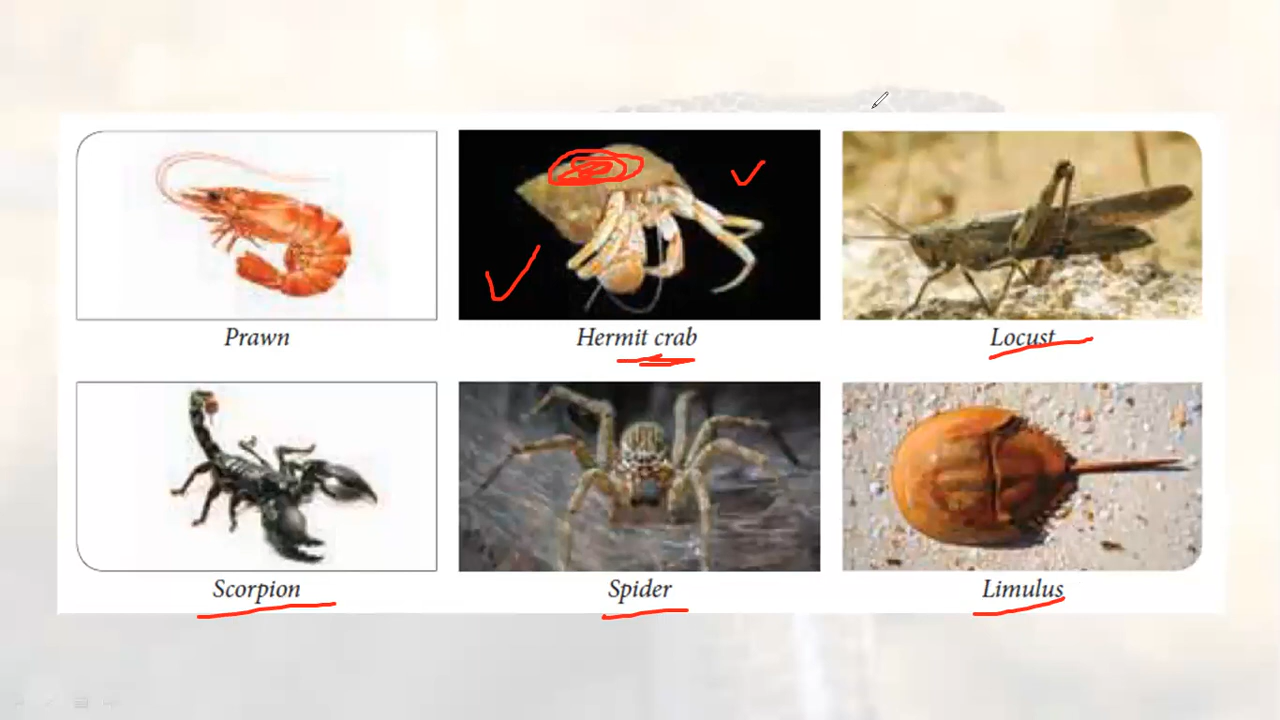 Prawn
Hermit crab
Locust
Scorpion
Spider
Limulus